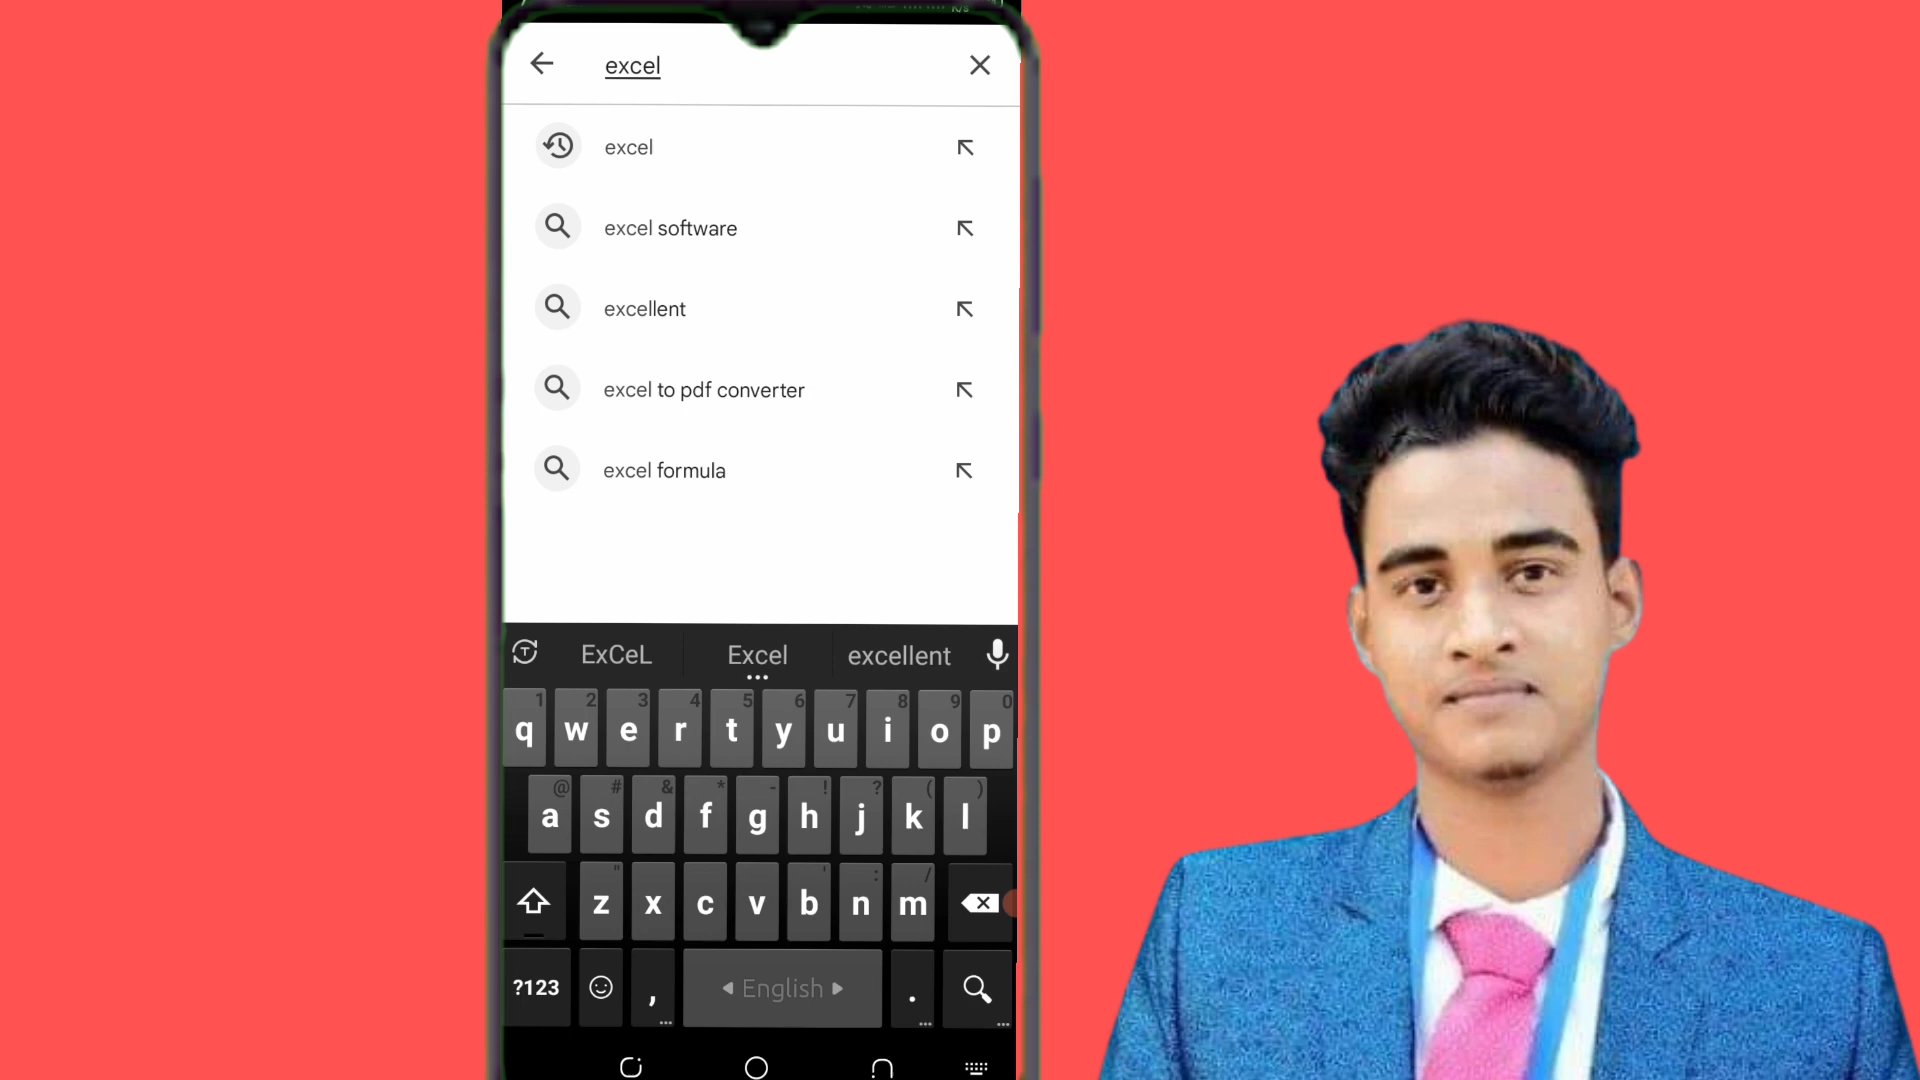 K/s
excel
excel
excel software
excellent
excel to pdf converter
excel formula
ExCeL Excel excellent
1 2 3 4 5 6 7 8 9 0
q w e r t y u i o p
@ # & * - ! ? ( )
a s d f g h j k l
" ' : /
z x c v b n m
?123 , English .